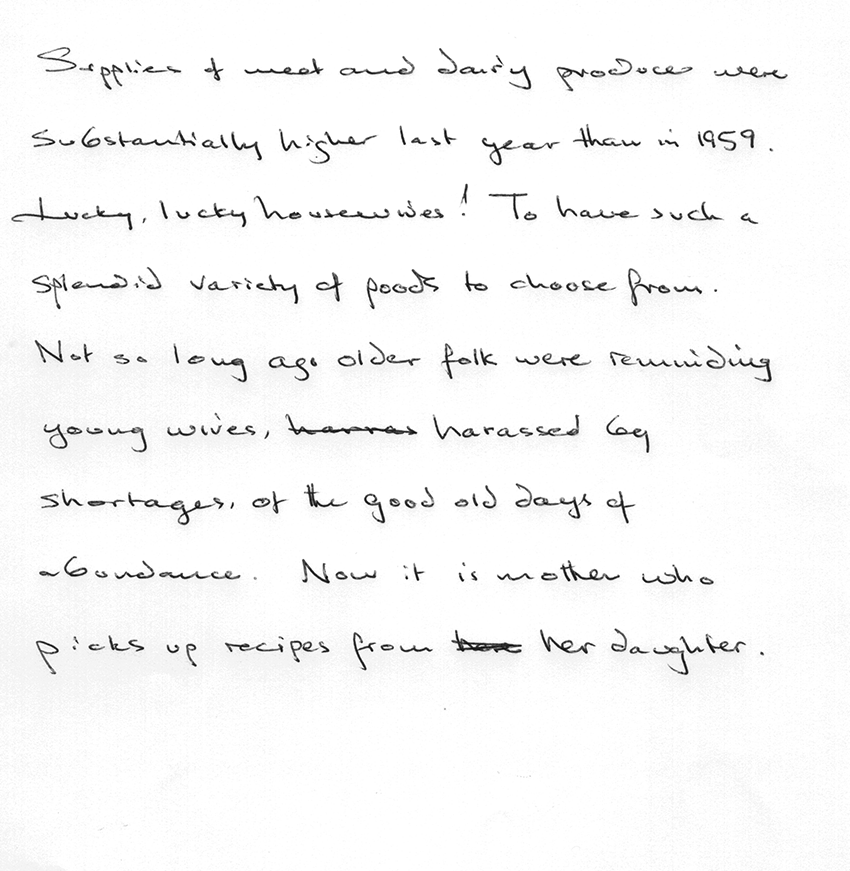 Supplies of meat and dairy produce were
substantially higher last year than in 1959.
Lucky, lucky housewives! To have such a
splendid variety of foods to choose from.
Not so long ago older folk were reminding
young wives, harras harassed by
shortages, of the good old days of
abundance. Now it is mother who
picks up recipes from her daughter.